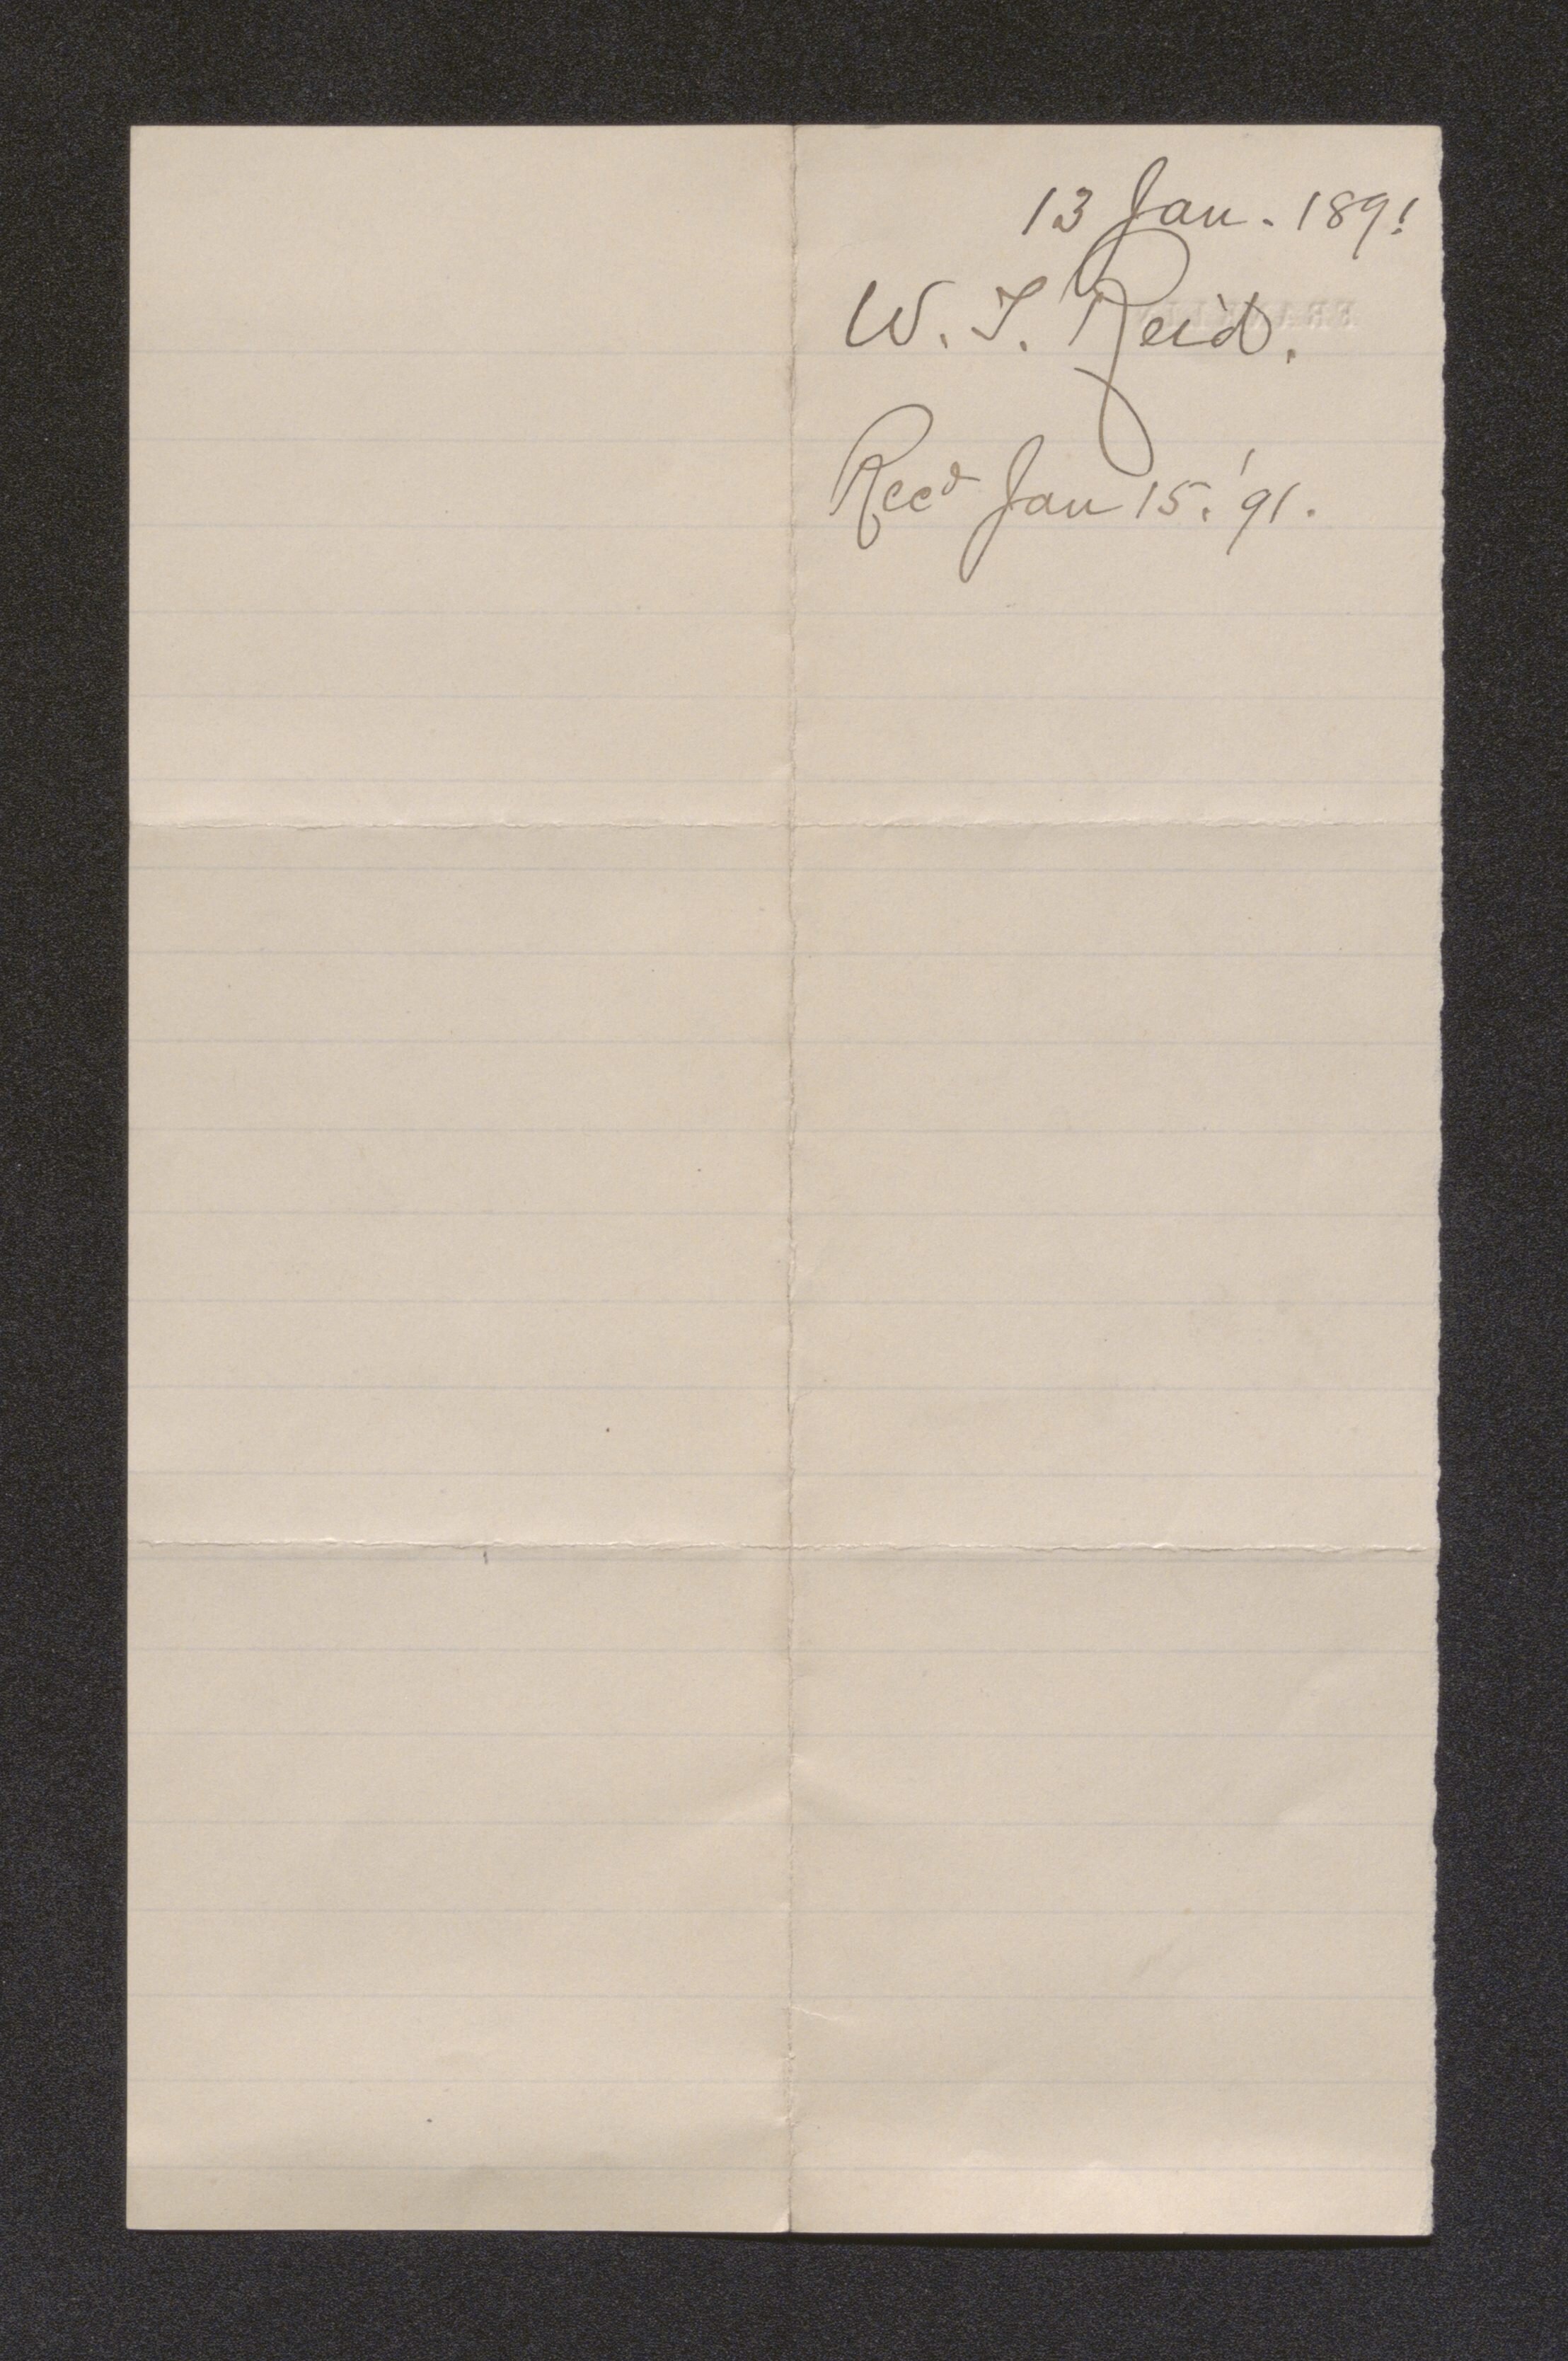 13 Jan. 1891
W. T. Reid.
Recd Jan 15. '91.